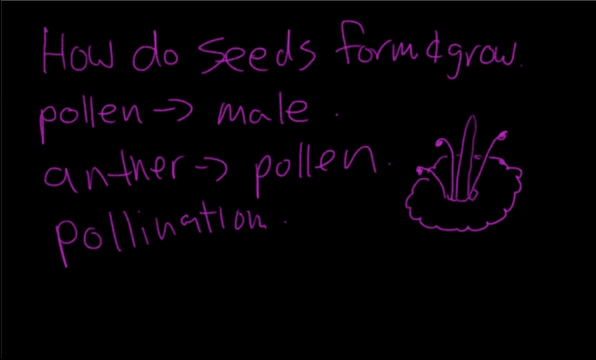 How do seeds form & grow.
pollen -> male.
anther -> pollen.
pollination.